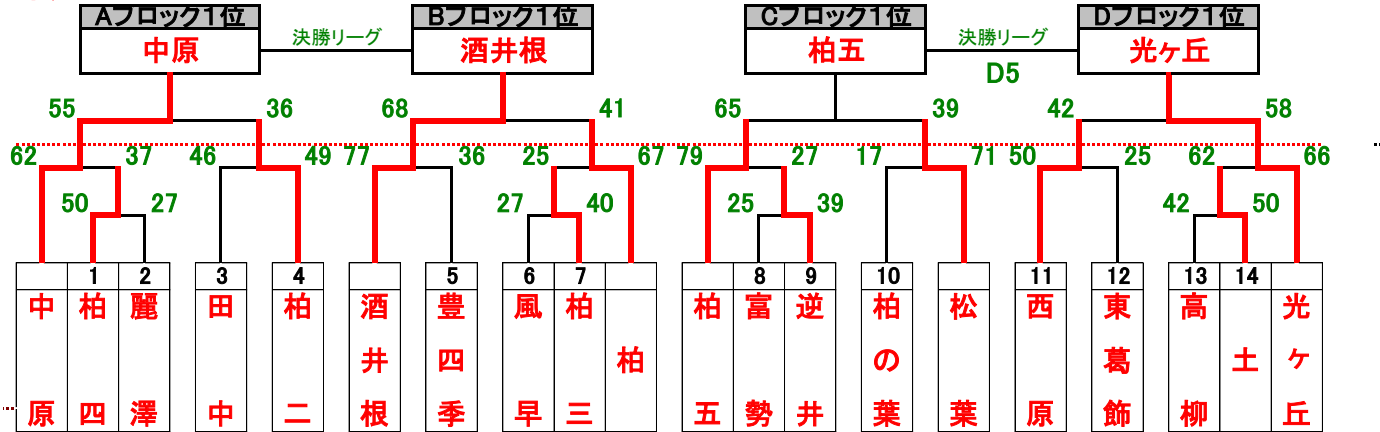 Aブロック1位 Bブロック1位 Cブロック1位 Dブロック1位
中原 決勝リーグ 酒井根 柏五 決勝リーグ 光ヶ丘
D5
55 36 68 41 65 39 42 58
62 37 46 49 77 36 25 67 79 27 17 71 50 25 62 66
50 27 27 40 25 39 42 50
1 2 3 4 5 6 7 8 9 10 11 12 13 14
中原 柏四 麗澤 田中 柏二 酒井根 豊四季 風早 柏三 柏 柏五 富勢 逆井 柏の葉 松葉 西原 東葛飾 高柳 土 光ヶ丘